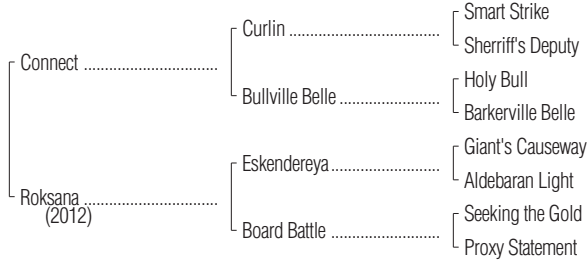 Smart Strike
Curlin
Sherriff's Deputy
Connect
Holy Bull
Bullville Belle
Barkerville Belle
Giant's Causeway
Eskendereya
Aldebaran Light
Roksana
(2012)
Seeking the Gold
Board Battle
Proxy Statement